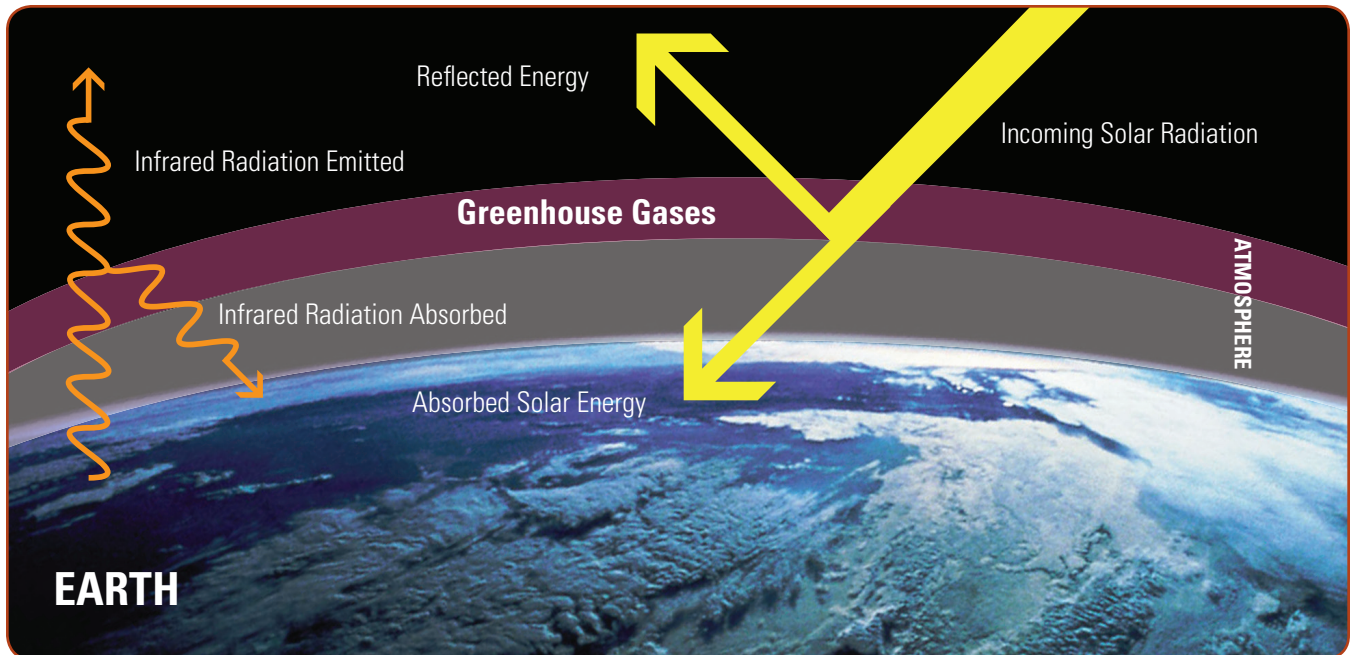 Reflected Energy
Incoming Solar Radiation
Infrared Radiation Emitted
Greenhouse Gases
ATMOSPHERE
Infrared Radiation Absorbed
Absorbed Solar Energy
EARTH